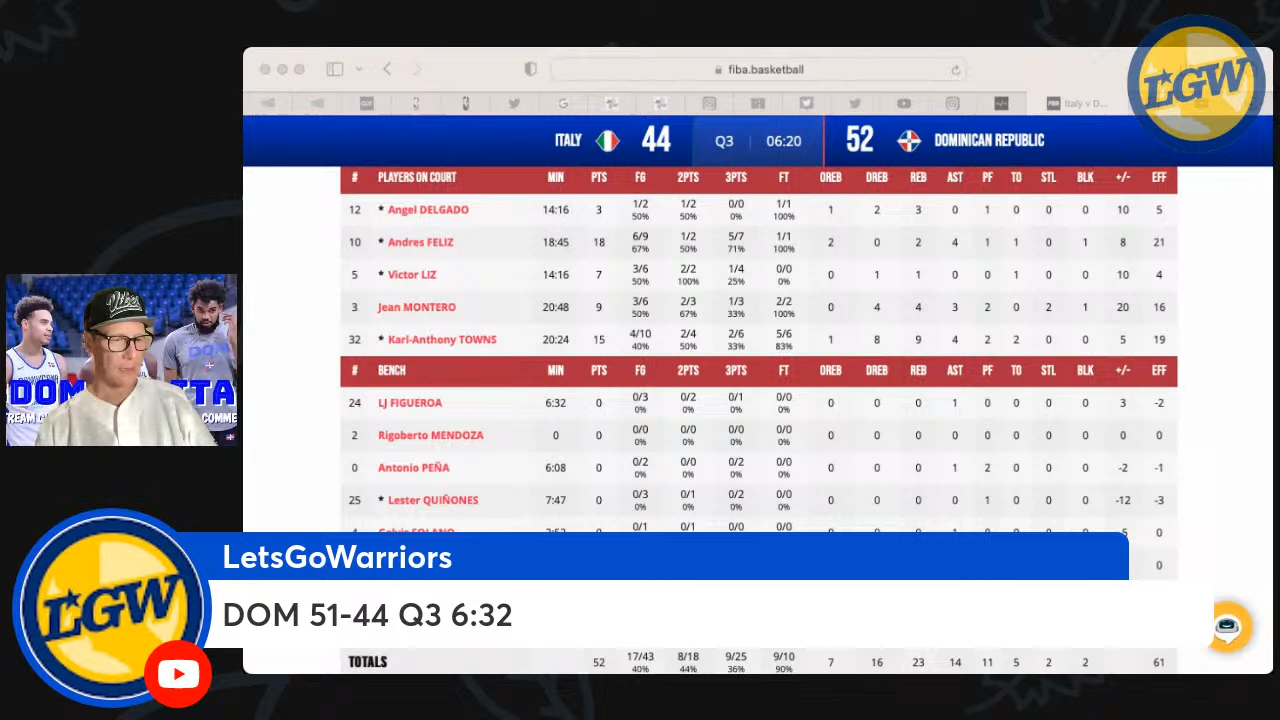 LGW
fiba.basketball
Italy v D...
ITALY 44 Q3 | 06:20 52 DOMINICAN REPUBLIC
# PLAYERS ON COURT MIN PTS FG 2PTS 3PTS FT OREB DREB REB AST PF TO STL BLK +/- EFF
12 * Angel DELGADO 14:16 3 1/2 50% 1/2 50% 0/0 0% 1/1 100% 1 2 3 0 1 0 0 0 10 5
10 * Andres FELIZ 18:45 18 6/9 67% 1/2 50% 5/7 71% 1/1 100% 2 0 2 4 1 1 0 1 8 21
5 * Victor LIZ 14:16 7 3/6 50% 2/2 100% 1/4 25% 0/0 0% 0 1 1 0 0 1 0 0 10 4
3 Jean MONTERO 20:48 9 3/6 50% 2/3 67% 1/3 33% 2/2 100% 0 4 4 3 2 0 2 1 20 16
32 * Karl-Anthony TOWNS 20:24 15 4/10 40% 2/4 50% 2/6 33% 5/6 83% 1 8 9 4 2 2 0 0 5 19
# BENCH MIN PTS FG 2PTS 3PTS FT OREB DREB REB AST PF TO STL BLK +/- EFF
24 LJ FIGUEROA 6:32 0 0/3 0% 0/2 0% 0/1 0% 0/0 0% 0 0 0 1 0 0 0 0 3 -2
2 Rigoberto MENDOZA 0 0 0/0 0% 0/0 0% 0/0 0% 0/0 0% 0 0 0 0 0 0 0 0 0 0
0 Antonio PEÑA 6:08 0 0/2 0% 0/0 0% 0/2 0% 0/0 0% 0 0 0 1 2 0 0 0 -2 -1
25 * Lester QUIÑONES 7:47 0 0/3 0% 0/1 0% 0/2 0% 0/0 0% 0 0 0 0 1 0 0 0 -12 -3
0/1 0/1 0/0 0/0 0
0
DOM ITA
COMME
LGW
LetsGoWarriors
DOM 51-44 Q3 6:32
TOTALS 52 17/43 40% 8/18 44% 9/25 36% 9/10 90% 7 16 23 14 11 5 2 2 61